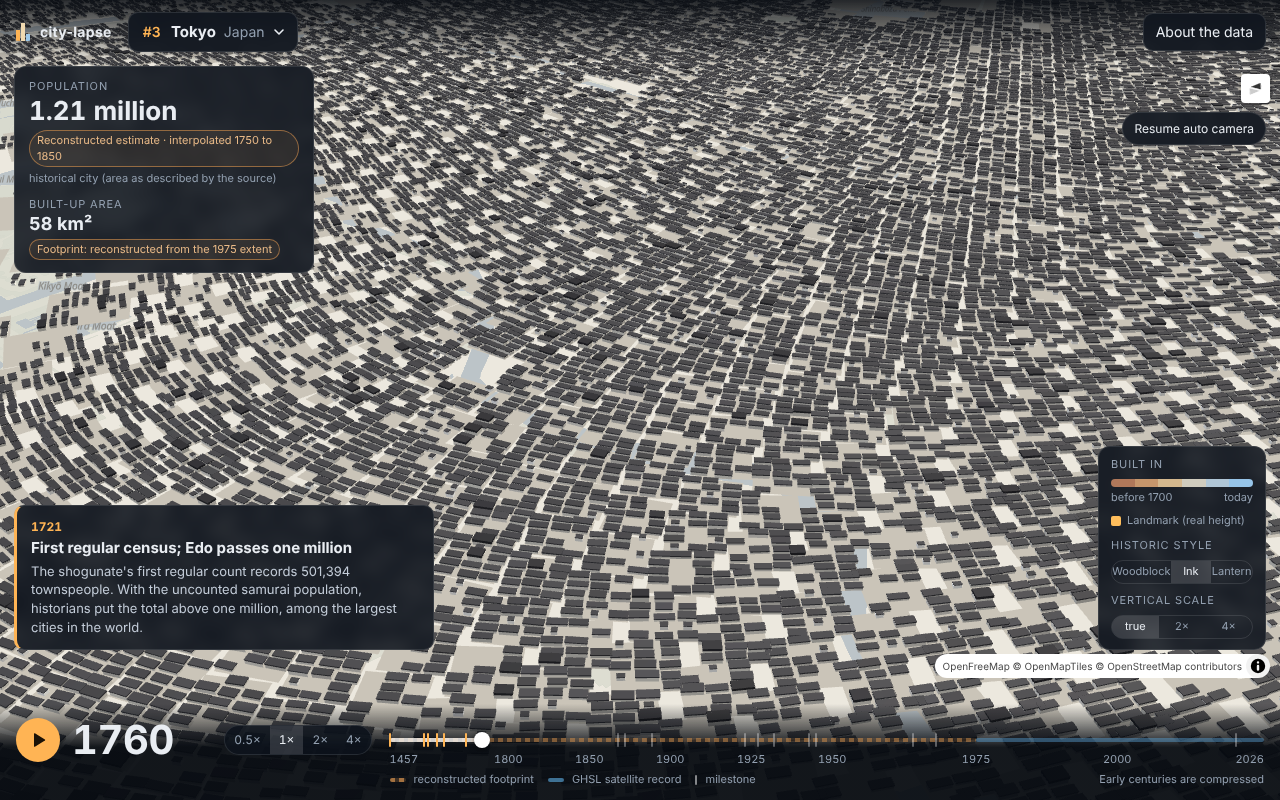 city-lapse
#3 Tokyo Japan
About the data
POPULATION
1.21 million
Reconstructed estimate · interpolated 1750 to
1850
historical city (area as described by the source)
BUILT-UP AREA
58 km²
Footprint: reconstructed from the 1975 extent
Resume auto camera
Kikyō Moat
Moat
1721
First regular census; Edo passes one million
The shogunate's first regular count records 501,394
townspeople. With the uncounted samurai population,
historians put the total above one million, among the largest
cities in the world.
BUILT IN
before 1700 today
Landmark (real height)
HISTORIC STYLE
Woodblock Ink Lantern
VERTICAL SCALE
true 2× 4×
OpenFreeMap © OpenMapTiles © OpenStreetMap contributors
1760
0.5× 1× 2× 4×
1457 1800 1850 1900 1925 1950 1975 2000 2026
reconstructed footprint GHSL satellite record milestone
Early centuries are compressed